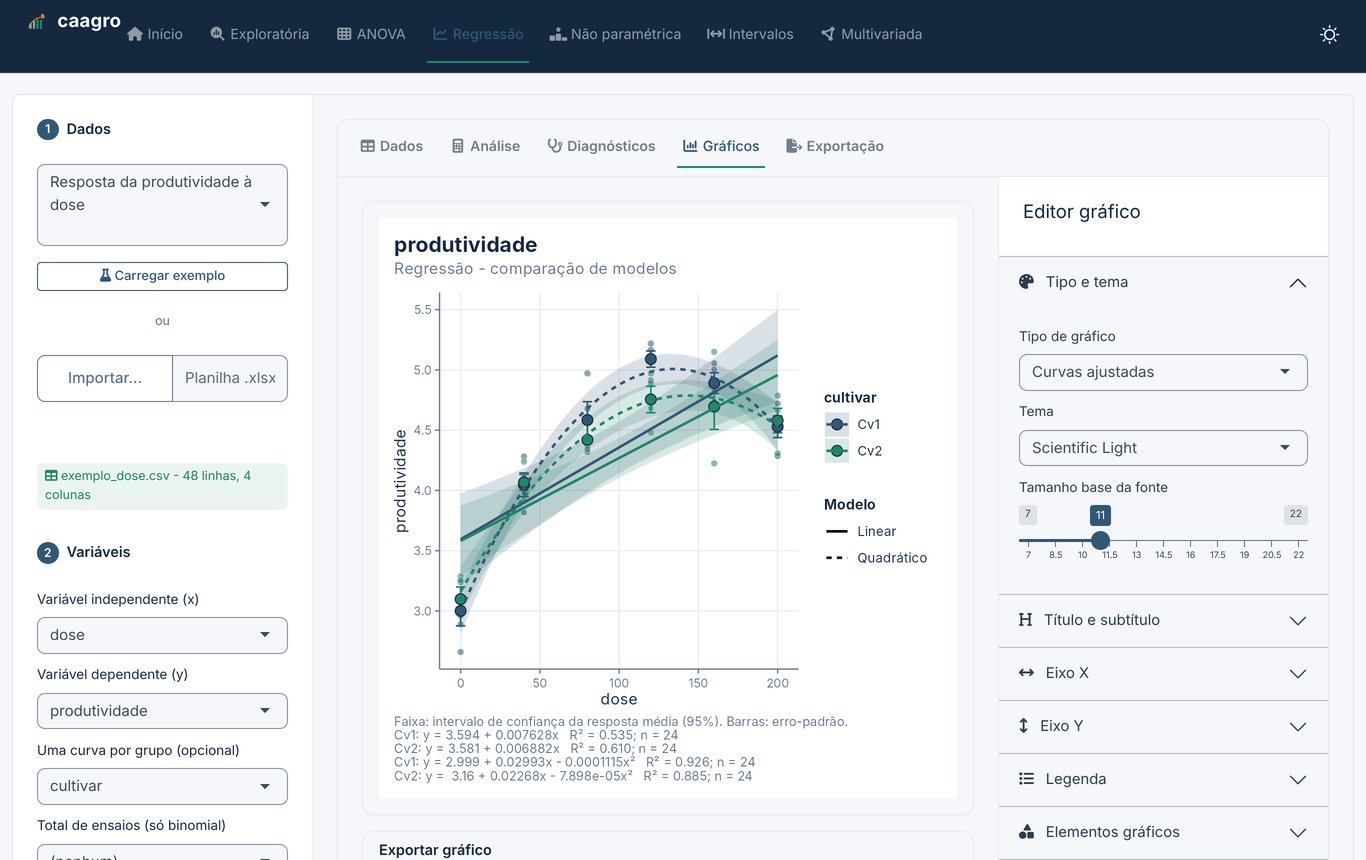 caagro
Início
Exploratória
ANOVA
Regressão
Não paramétrica
Intervalos
Multivariada
1 Dados
Resposta da produtividade à
dose
Carregar exemplo
ou
Importar...
Planilha .xlsx
exemplo_dose.csv - 48 linhas, 4
colunas
2 Variáveis
Variável independente (x)
dose
Variável dependente (y)
produtividade
Uma curva por grupo (opcional)
cultivar
Total de ensaios (só binomial)
(nenhum)
Dados
Análise
Diagnósticos
Gráficos
Exportação
produtividade
Regressão - comparação de modelos
5.5
5.0
4.5
4.0
3.5
3.0
produtividade
0 50 100 150 200
dose
cultivar
Cv1
Cv2
Modelo
Linear
Quadrático
Faixa: intervalo de confiança da resposta média (95%). Barras: erro-padrão.
Cv1: y = 3.594 + 0.007628x R² = 0.535; n = 24
Cv2: y = 3.581 + 0.006882x R² = 0.610; n = 24
Cv1: y = 2.999 + 0.02993x - 0.0001115x² R² = 0.926; n = 24
Cv2: y = 3.16 + 0.02268x - 7.898e-05x² R² = 0.885; n = 24
Exportar gráfico
Editor gráfico
Tipo e tema
Tipo de gráfico
Curvas ajustadas
Tema
Scientific Light
Tamanho base da fonte
7 11 22
7 8.5 10 11.5 13 14.5 16 17.5 19 20.5 22
Título e subtítulo
Eixo X
Eixo Y
Legenda
Elementos gráficos